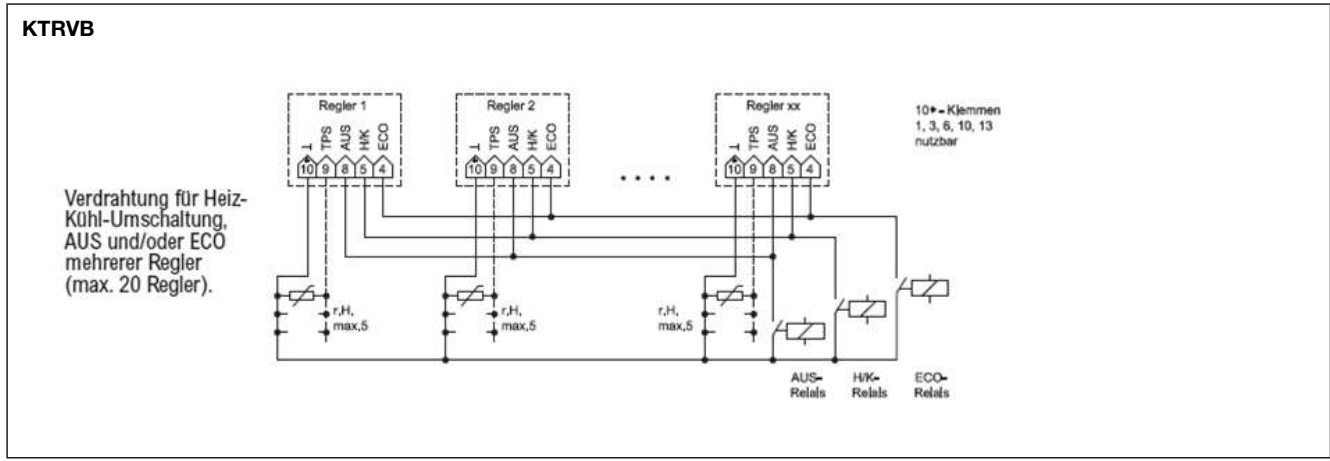 KTRVB
Regler 1
⊥ TPS AUS H/K ECO
10 9 8 5 4
Regler 2
⊥ TPS AUS H/K ECO
10 9 8 5 4
. . . .
Regler xx
⊥ TPS AUS H/K ECO
10 9 8 5 4
10*=Klemmen
1, 3, 6, 10, 13
nutzbar
Verdrahtung für Heiz-
Kühl-Umschaltung,
AUS und/oder ECO
mehrerer Regler
(max. 20 Regler).
r,H,
max,5
r,H,
max,5
r,H,
max,5
AUS-
Relais
H/K-
Relais
ECO-
Relais